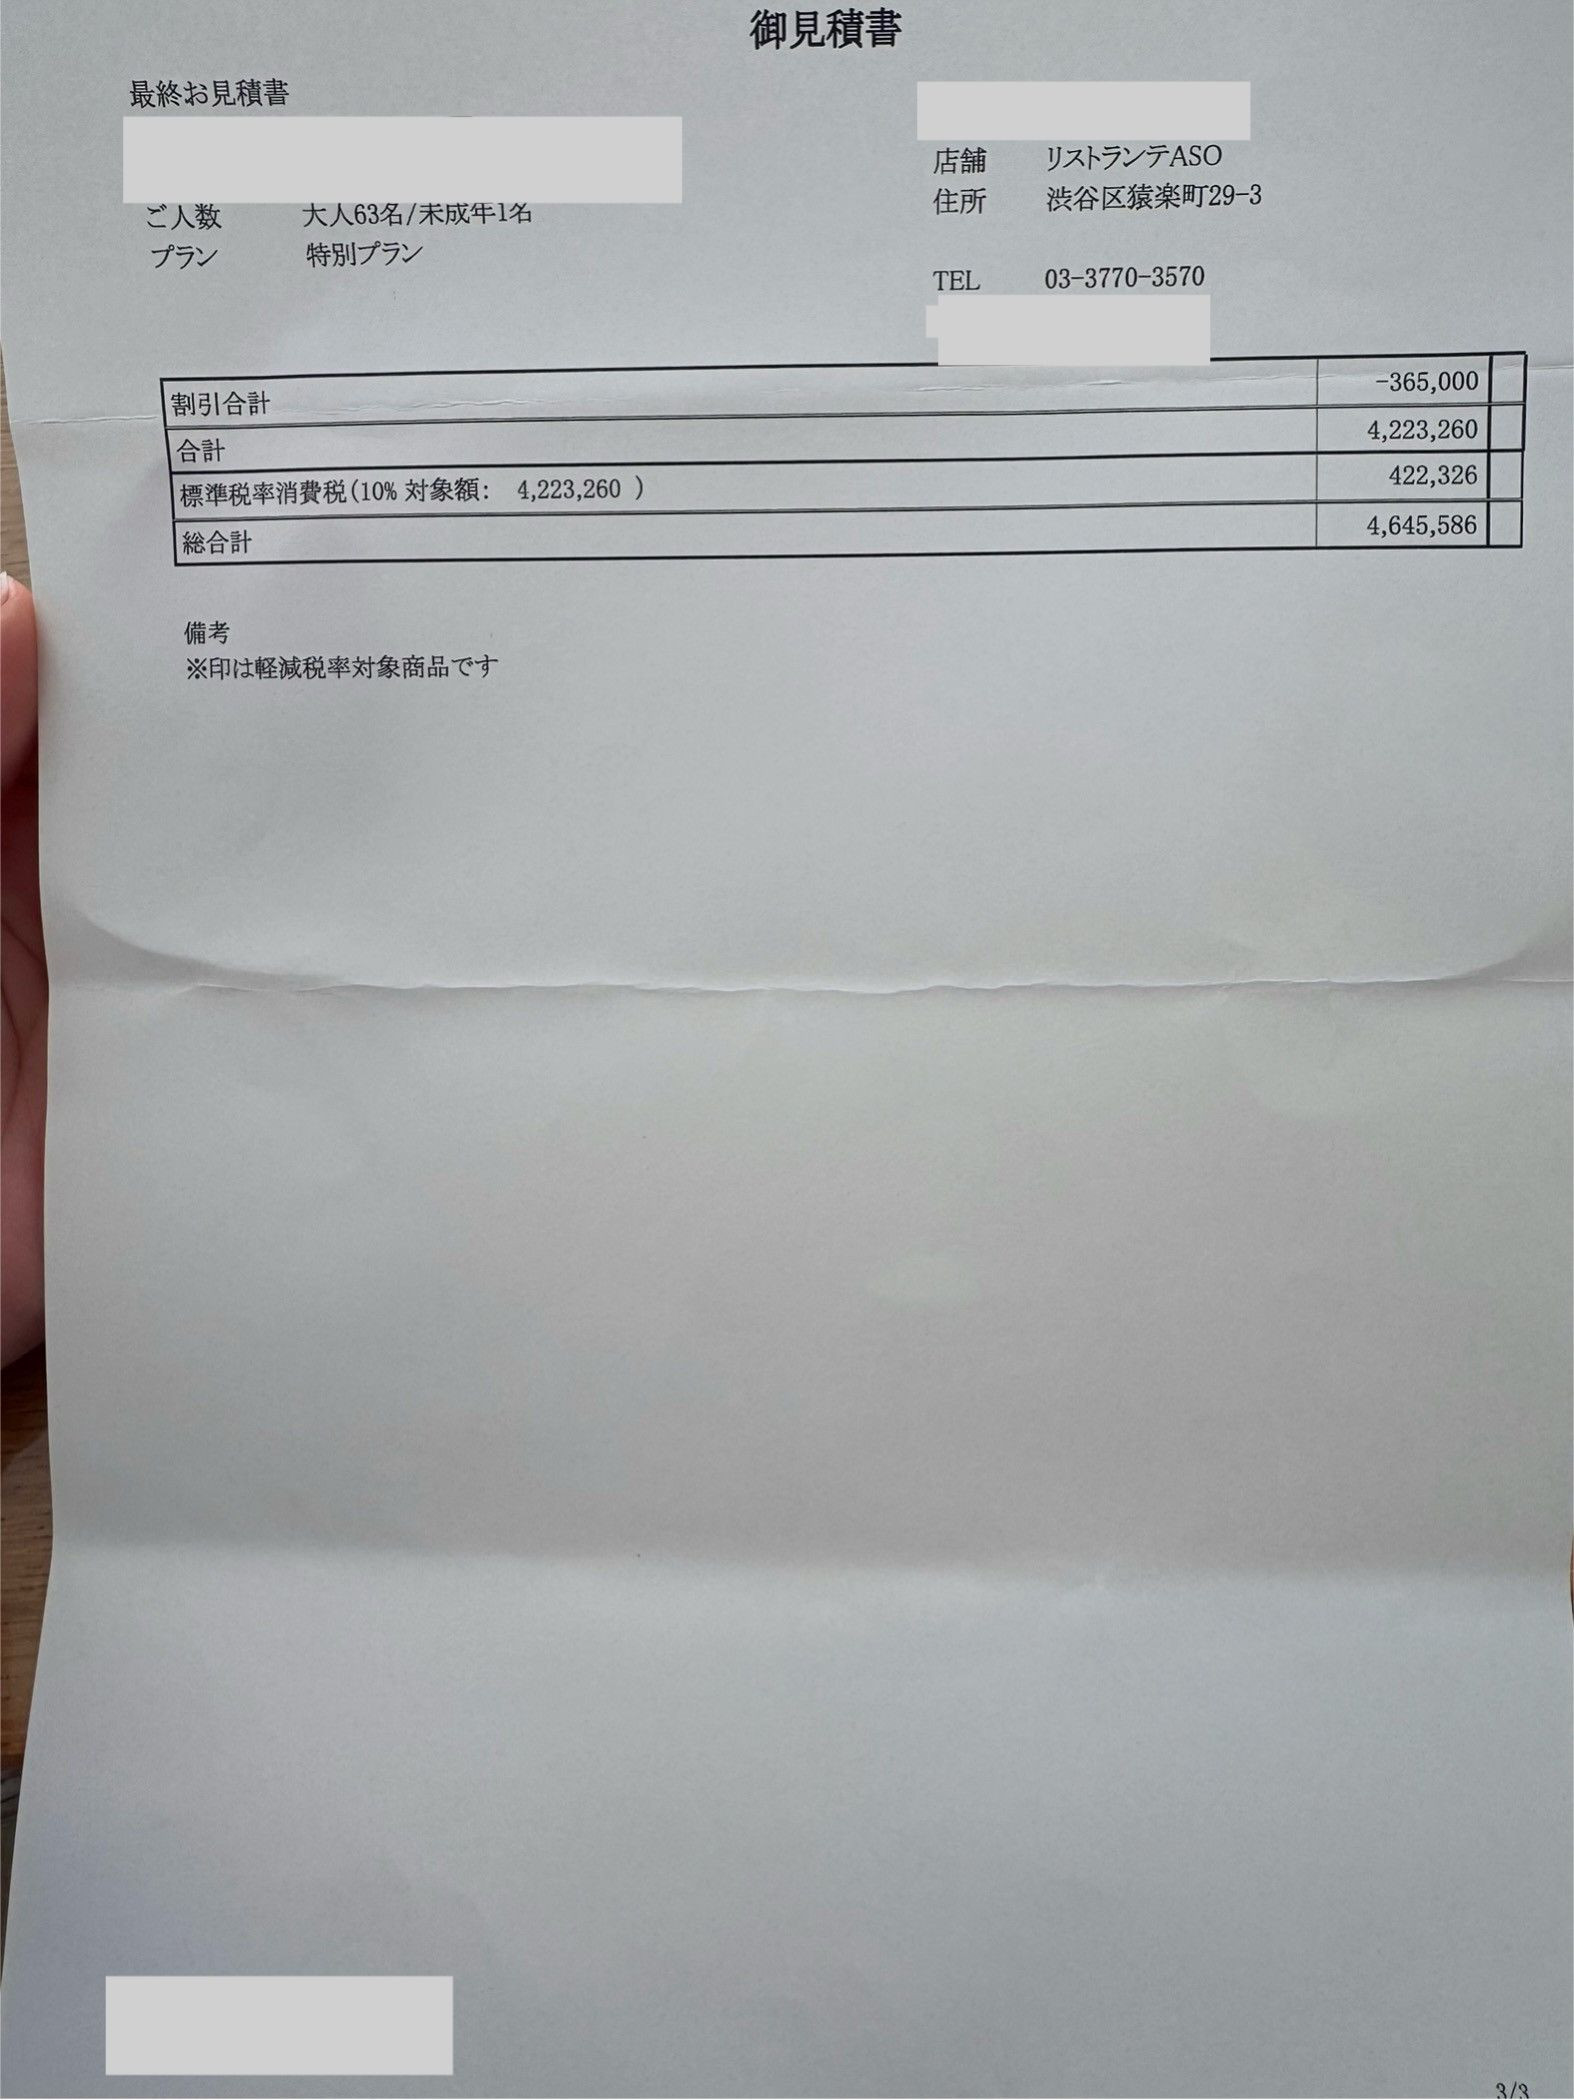 御見積書
最終お見積書
ご人数 大人63名/未成年1名
プラン 特別プラン
店舗 リストランテASO
住所 渋谷区猿楽町29-3
TEL 03-3770-3570
割引合計 -365,000
合計 4,223,260
標準税率消費税(10% 対象額: 4,223,260 ) 422,326
総合計 4,645,586
備考
※印は軽減税率対象商品です
3/3